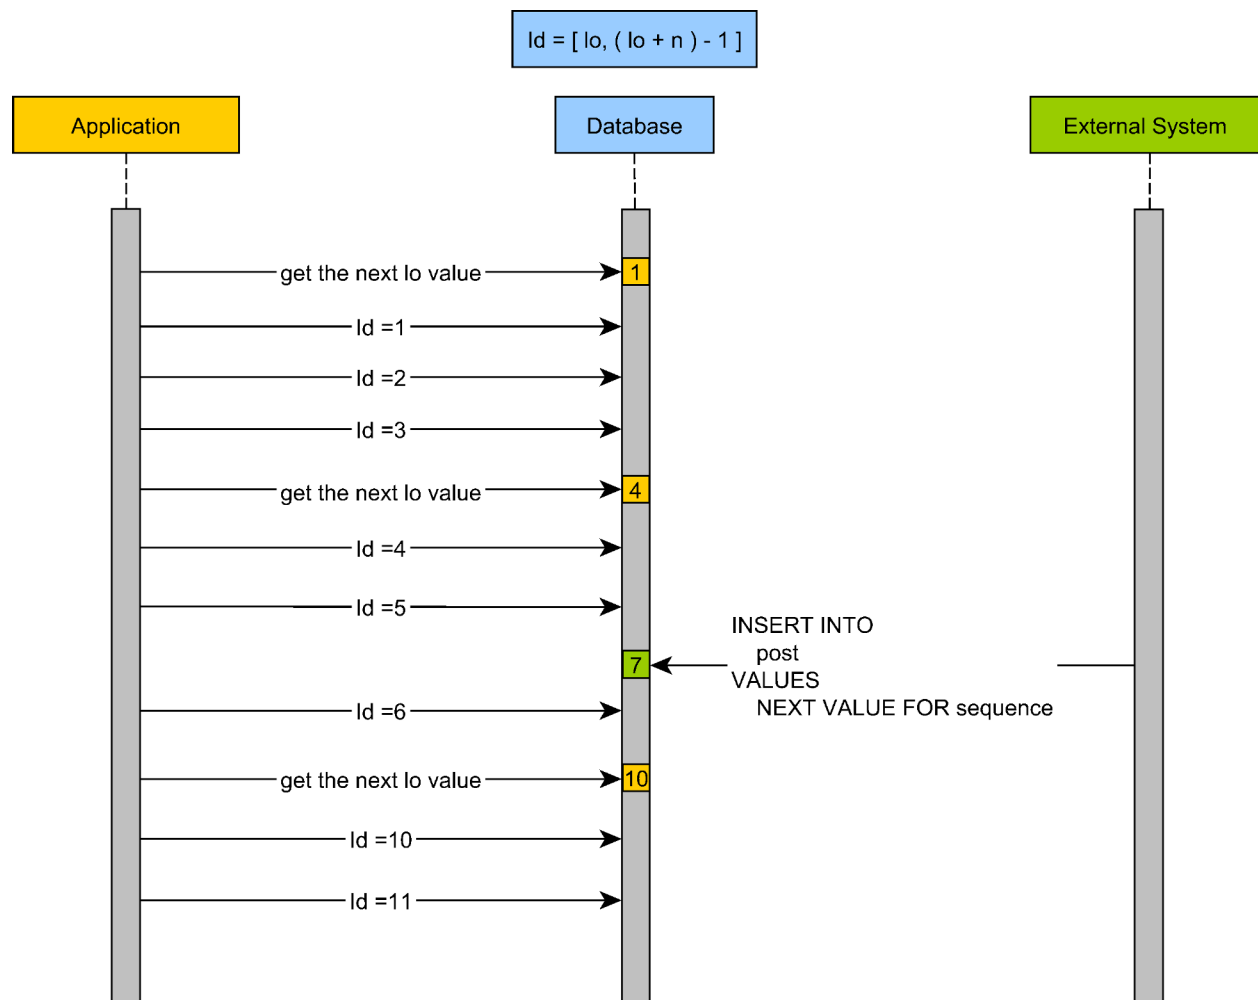 Id = [ lo, ( lo + n ) - 1 ]
Application
Database
External System
get the next lo value
1
Id =1
Id =2
Id =3
get the next lo value
4
Id =4
Id =5
INSERT INTO
post
VALUES
NEXT VALUE FOR sequence
7
Id =6
get the next lo value
10
Id =10
Id =11